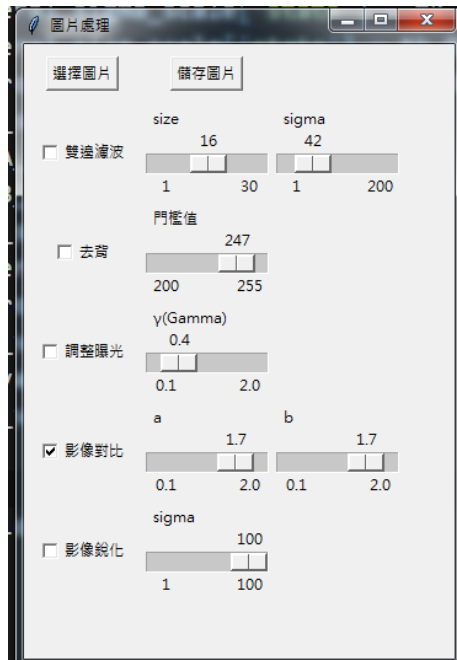 圖片處理
選擇圖片 儲存圖片
size sigma
16 42
雙邊濾波
1 30 1 200
門檻值
247
去背
200 255
γ(Gamma)
0.4
調整曝光
0.1 2.0
a b
1.7 1.7
影像對比
0.1 2.0 0.1 2.0
sigma
100
影像銳化
1 100